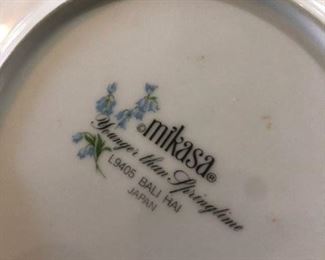 ©mikasa®
Younger than Springtime
L9405 BALI HAI
JAPAN